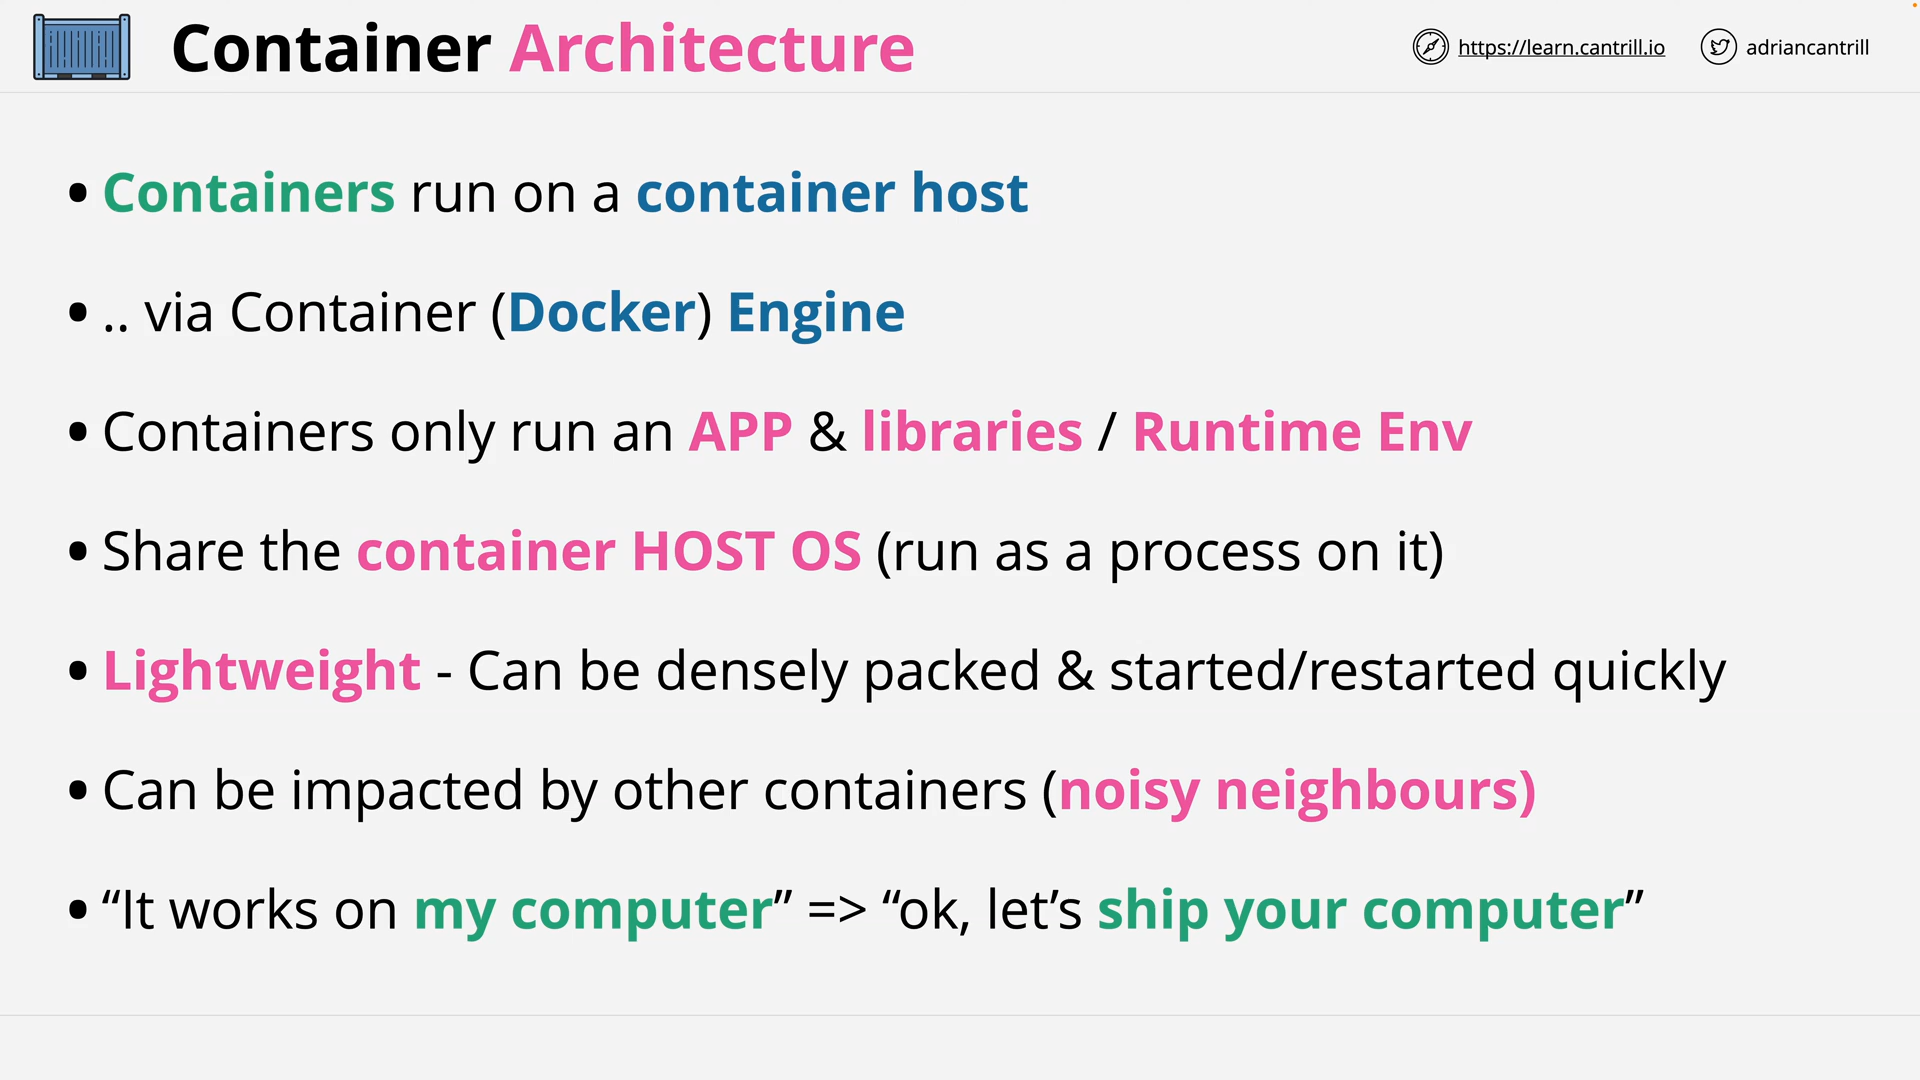 Container Architecture
https://learn.cantrill.io
adriancantrill
• Containers run on a container host
• .. via Container (Docker) Engine
• Containers only run an APP & libraries / Runtime Env
• Share the container HOST OS (run as a process on it)
• Lightweight - Can be densely packed & started/restarted quickly
• Can be impacted by other containers (noisy neighbours)
• “It works on my computer” => “ok, let’s ship your computer”